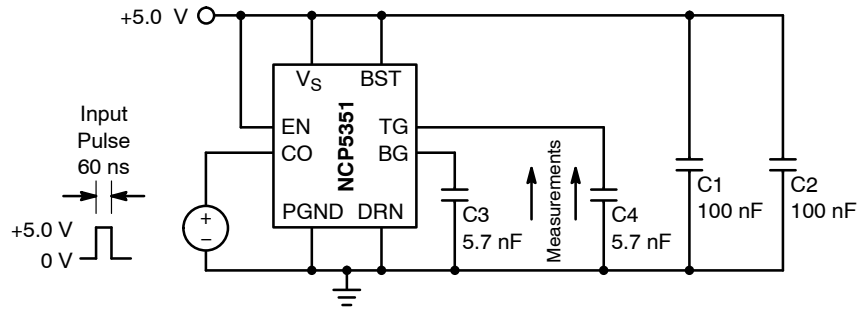 +5.0 V
VS BST
Input
Pulse
60 ns
EN TG
CO BG
NCP5351
PGND DRN
+
−
+5.0 V
0 V
C3
5.7 nF
Measurements
C4
5.7 nF
C1
100 nF
C2
100 nF